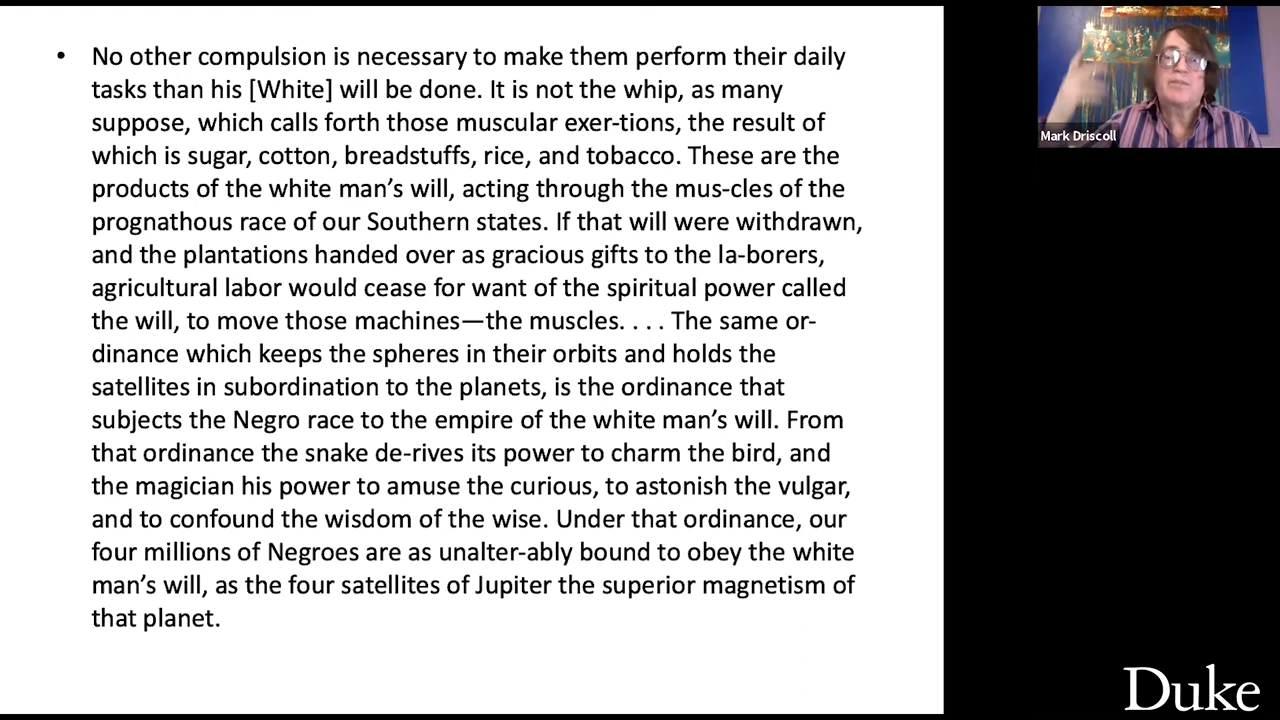 • No other compulsion is necessary to make them perform their daily
tasks than his [White] will be done. It is not the whip, as many
suppose, which calls forth those muscular exer-tions, the result of
which is sugar, cotton, breadstuffs, rice, and tobacco. These are the
products of the white man’s will, acting through the mus-cles of the
prognathous race of our Southern states. If that will were withdrawn,
and the plantations handed over as gracious gifts to the la-borers,
agricultural labor would cease for want of the spiritual power called
the will, to move those machines—the muscles. . . . The same or-
dinance which keeps the spheres in their orbits and holds the
satellites in subordination to the planets, is the ordinance that
subjects the Negro race to the empire of the white man’s will. From
that ordinance the snake de-rives its power to charm the bird, and
the magician his power to amuse the curious, to astonish the vulgar,
and to confound the wisdom of the wise. Under that ordinance, our
four millions of Negroes are as unalter-ably bound to obey the white
man’s will, as the four satellites of Jupiter the superior magnetism of
that planet.
Mark Driscoll
Duke